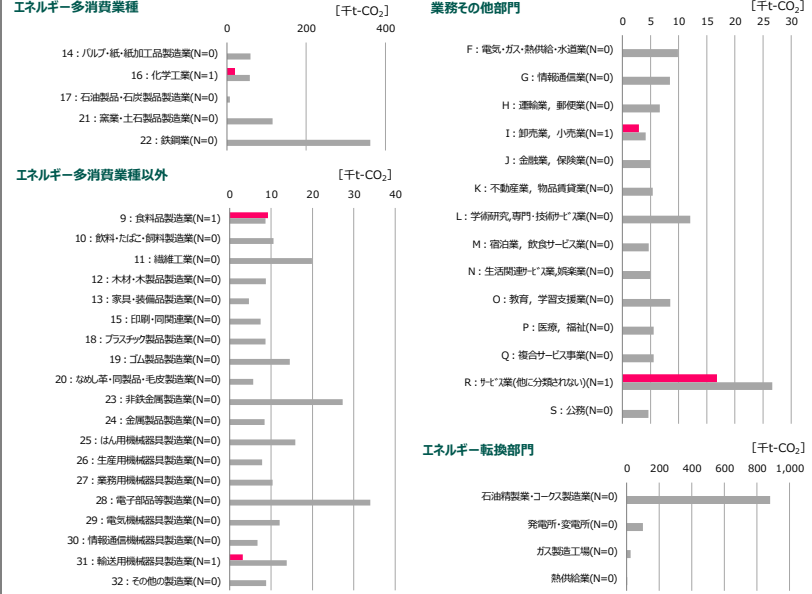 エネルギー多消費業種
[千t-CO₂]
0 200 400
14：パルプ・紙・紙加工品製造業(N=0)
16：化学工業(N=1)
17：石油製品・石炭製品製造業(N=0)
21：窯業・土石製品製造業(N=0)
22：鉄鋼業(N=0)
エネルギー多消費業種以外
[千t-CO₂]
0 10 20 30 40
9：食料品製造業(N=1)
10：飲料・たばこ・飼料製造業(N=0)
11：繊維工業(N=0)
12：木材・木製品製造業(N=0)
13：家具・装備品製造業(N=0)
15：印刷・同関連業(N=0)
18：プラスチック製品製造業(N=0)
19：ゴム製品製造業(N=0)
20：なめし革・同製品・毛皮製造業(N=0)
23：非鉄金属製造業(N=0)
24：金属製品製造業(N=0)
25：はん用機械器具製造業(N=0)
26：生産用機械器具製造業(N=0)
27：業務用機械器具製造業(N=0)
28：電子部品等製造業(N=0)
29：電気機械器具製造業(N=0)
30：情報通信機械器具製造業(N=0)
31：輸送用機械器具製造業(N=1)
32：その他の製造業(N=0)
業務その他部門
[千t-CO₂]
0 5 10 15 20 25 30
F：電気・ガス・熱供給・水道業(N=0)
G：情報通信業(N=0)
H：運輸業，郵便業(N=0)
I：卸売業，小売業(N=1)
J：金融業，保険業(N=0)
K：不動産業，物品賃貸業(N=0)
L：学術研究,専門・技術ｻｰﾋﾞｽ業(N=0)
M：宿泊業，飲食サービス業(N=0)
N：生活関連ｻｰﾋﾞｽ業,娯楽業(N=0)
O：教育，学習支援業(N=0)
P：医療，福祉(N=0)
Q：複合サービス事業(N=0)
R：ｻｰﾋﾞｽ業(他に分類されない)(N=1)
S：公務(N=0)
エネルギー転換部門
[千t-CO₂]
0 200 400 600 800 1,000
石油精製業・コークス製造業(N=0)
発電所・変電所(N=0)
ガス製造工場(N=0)
熱供給業(N=0)